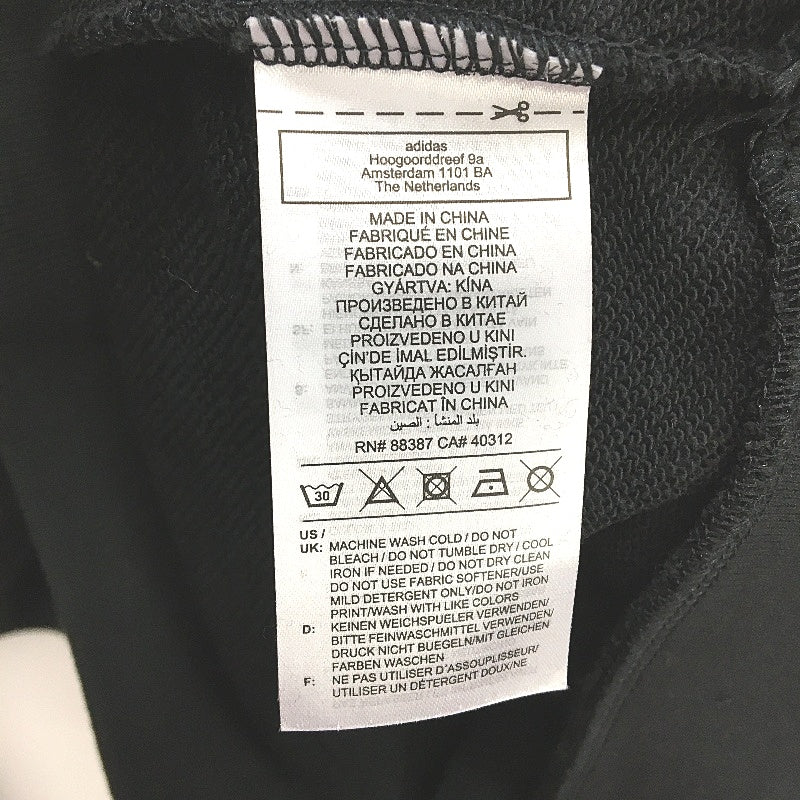 adidas
Hoogoorddreef 9a
Amsterdam 1101 BA
The Netherlands
MADE IN CHINA
FABRIQUÉ EN CHINE
FABRICADO EN CHINA
FABRICADO NA CHINA
GYÁRTVA: KÍNA
ПРОИЗВЕДЕНО В КИТАЙ
СДЕЛАНО В КИТАЕ
PROIZVEDENO U KINI
ÇİN'DE İMAL EDİLMİŞTİR.
ҚЫТАЙДА ЖАСАЛҒАН
PROIZVEDENO U KINI
FABRICAT ÎN CHINA
بلد المنشأ : الصين
RN# 88387 CA# 40312
30
US /
UK: MACHINE WASH COLD / DO NOT
BLEACH / DO NOT TUMBLE DRY / COOL
IRON IF NEEDED / DO NOT DRY CLEAN
DO NOT USE FABRIC SOFTENER/USE
MILD DETERGENT ONLY/DO NOT IRON
PRINT/WASH WITH LIKE COLORS
D: KEINEN WEICHSPUELER VERWENDEN/
BITTE FEINWASCHMITTEL VERWENDEN/
DRUCK NICHT BUEGELN/MIT GLEICHEN
FARBEN WASCHEN
F: NE PAS UTILISER D'ASSOUPLISSEUR/
UTILISER UN DÉTERGENT DOUX/NE